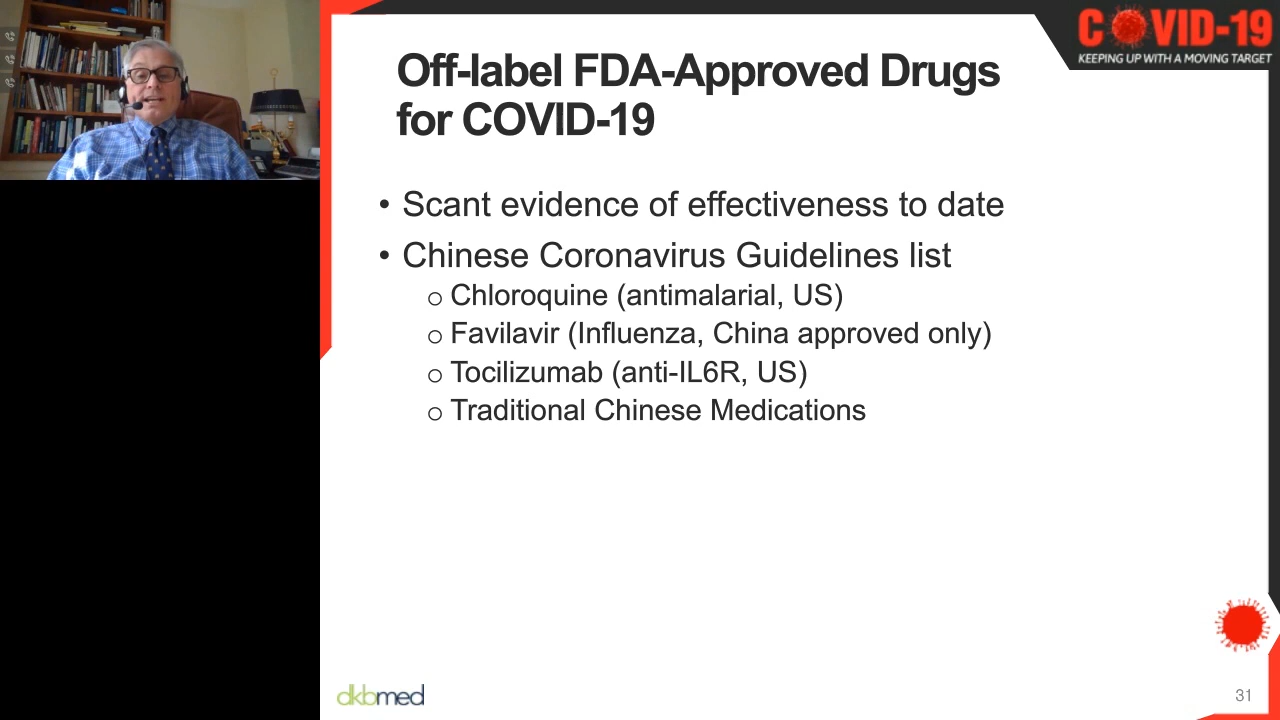 COVID-19
KEEPING UP WITH A MOVING TARGET
Off-label FDA-Approved Drugs
for COVID-19
• Scant evidence of effectiveness to date
• Chinese Coronavirus Guidelines list
o Chloroquine (antimalarial, US)
o Favilavir (Influenza, China approved only)
o Tocilizumab (anti-IL6R, US)
o Traditional Chinese Medications
dkbmed
31